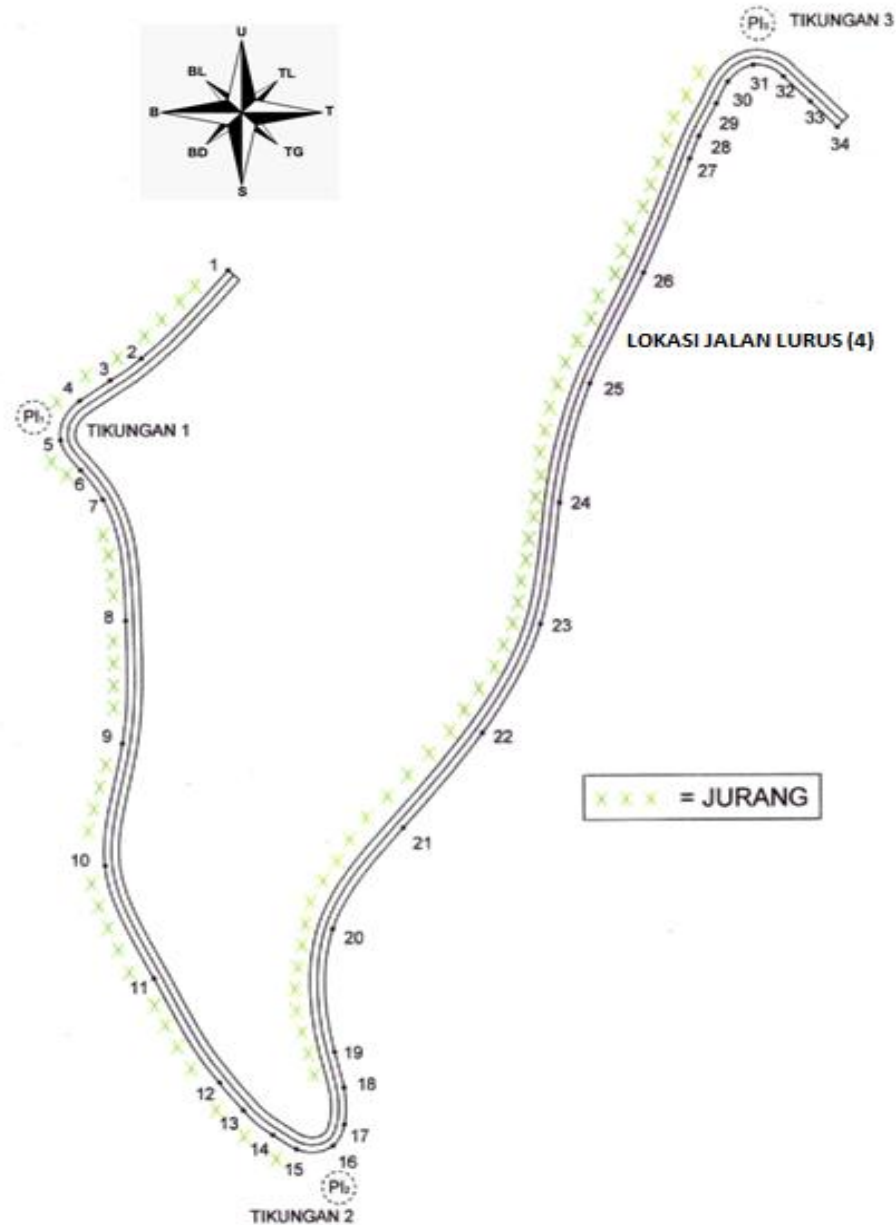 PI₃ TIKUNGAN 3
U
BL TL
B T
BD TG
S
31
32
30
33
29
34
28
27
1
26
LOKASI JALAN LURUS (4)
2
3
25
4
PI₁
TIKUNGAN 1
5
6
7
24
8
23
9
22
X X X = JURANG
21
10
20
11
19
18
12
13
17
14
15
16
PI₂
TIKUNGAN 2